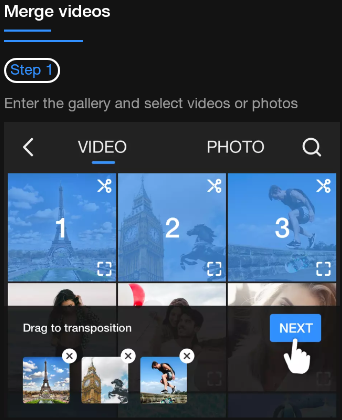 Merge videos
Step 1
Enter the gallery and select videos or photos
VIDEO PHOTO
1 2 3
Drag to transposition
NEXT